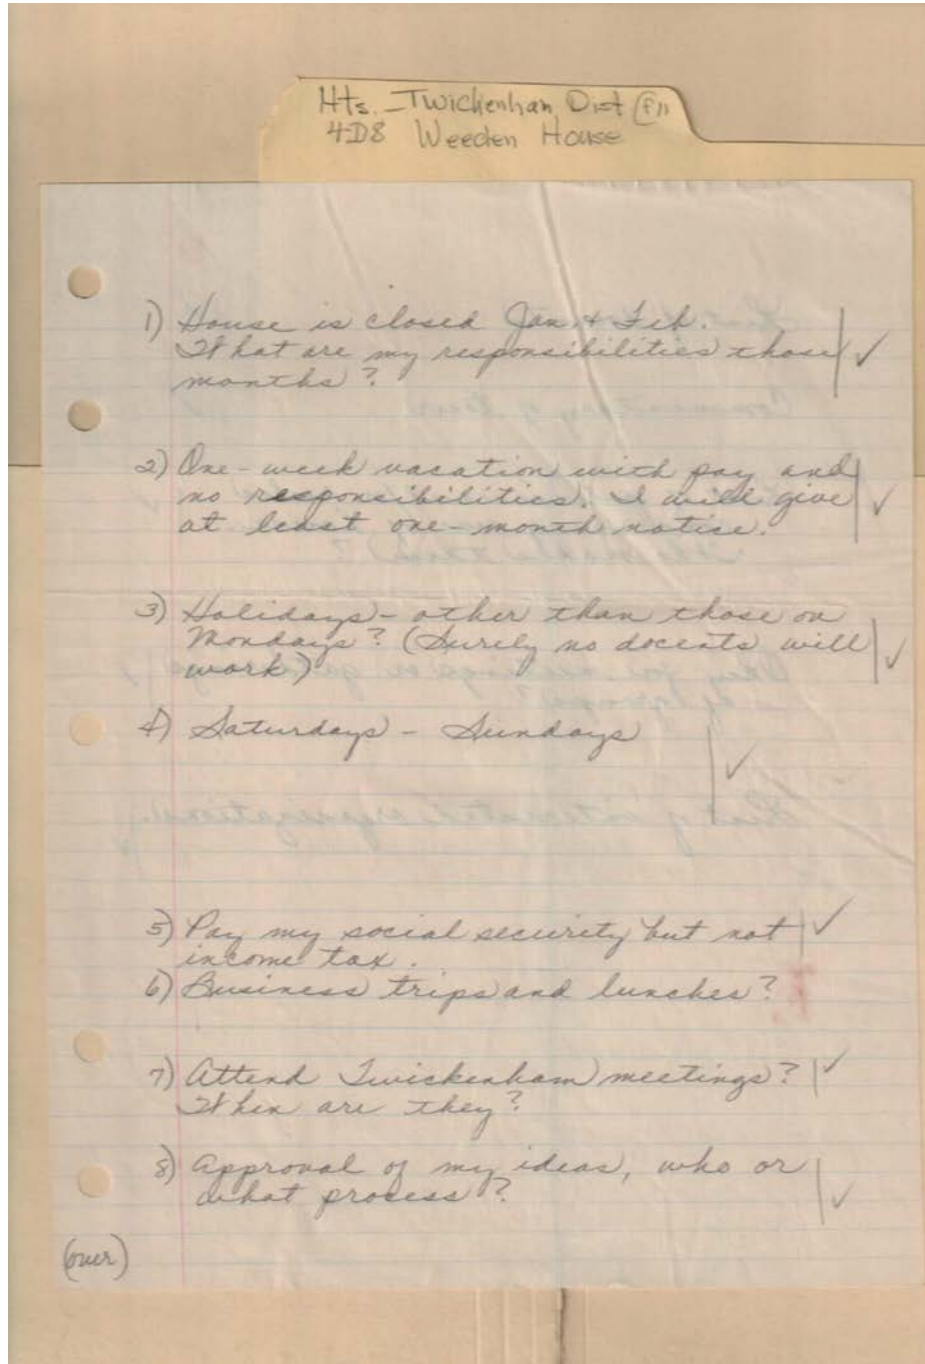 Hts. - Twickenham Dist F11
4D8 Weeden House
1) House is closed Jan & Feb.
What are my responsibilities those
months?
2) One-week vacation with pay and
no responsibilities. I will give
at least one-month notice.
3) Holidays - other than those on
Mondays? (Surely no docents will
work)
4) Saturdays - Sundays
5) Pay my social security but not
income tax.
6) Business trips and lunches?
7) Attend Twickenham meetings?
When are they?
8) Approval of my ideas, who or
what process?
(over)